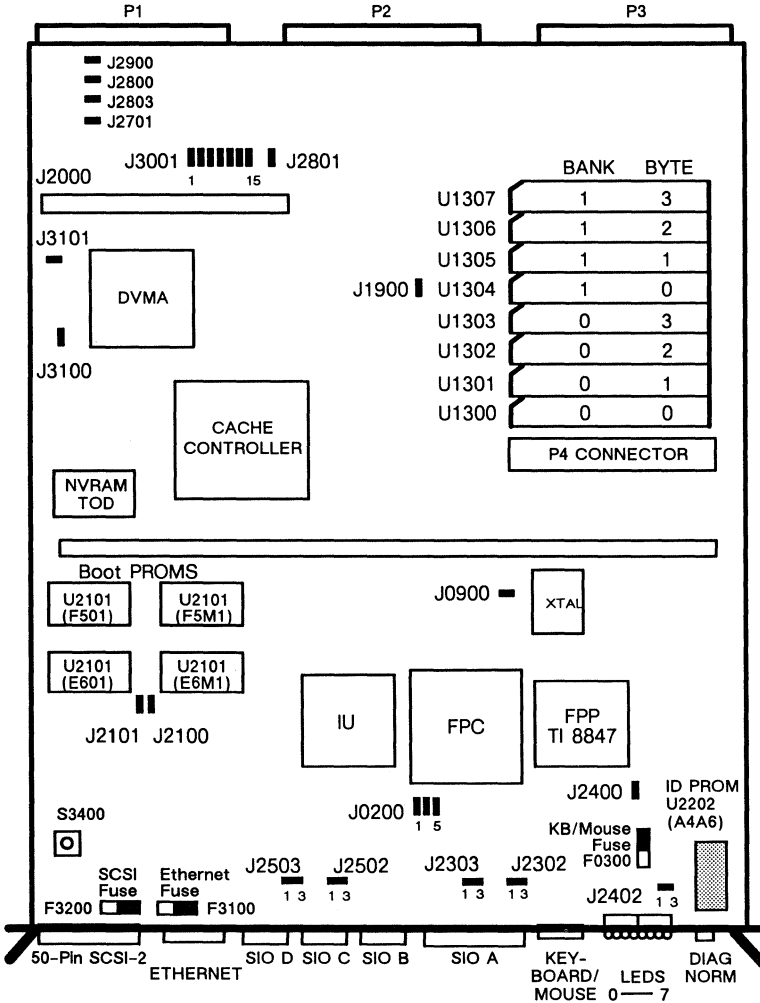 P1 P2 P3
J2900
J2800
J2803
J2701
J3001 J2801
1 15
J2000
BANK BYTE
U1307 1 3
U1306 1 2
U1305 1 1
U1304 1 0
U1303 0 3
U1302 0 2
U1301 0 1
U1300 0 0
P4 CONNECTOR
J3101
DVMA
J1900
J3100
CACHE
CONTROLLER
NVRAM
TOD
Boot PROMS
U2101
(F501)
U2101
(F5M1)
U2101
(E601)
U2101
(E6M1)
J2101 J2100
J0900
XTAL
IU
FPC
FPP
TI 8847
J2400
ID PROM
U2202
(A4A6)
J0200
1 5
KB/Mouse
Fuse
F0300
S3400
SCSI
Fuse
F3200
Ethernet
Fuse
F3100
J2503
1 3
J2502
1 3
J2303
1 3
J2302
1 3
J2402
1 3
50-Pin SCSI-2
ETHERNET
SIO D
SIO C
SIO B
SIO A
KEY-
BOARD/
MOUSE
LEDS
0 7
DIAG
NORM